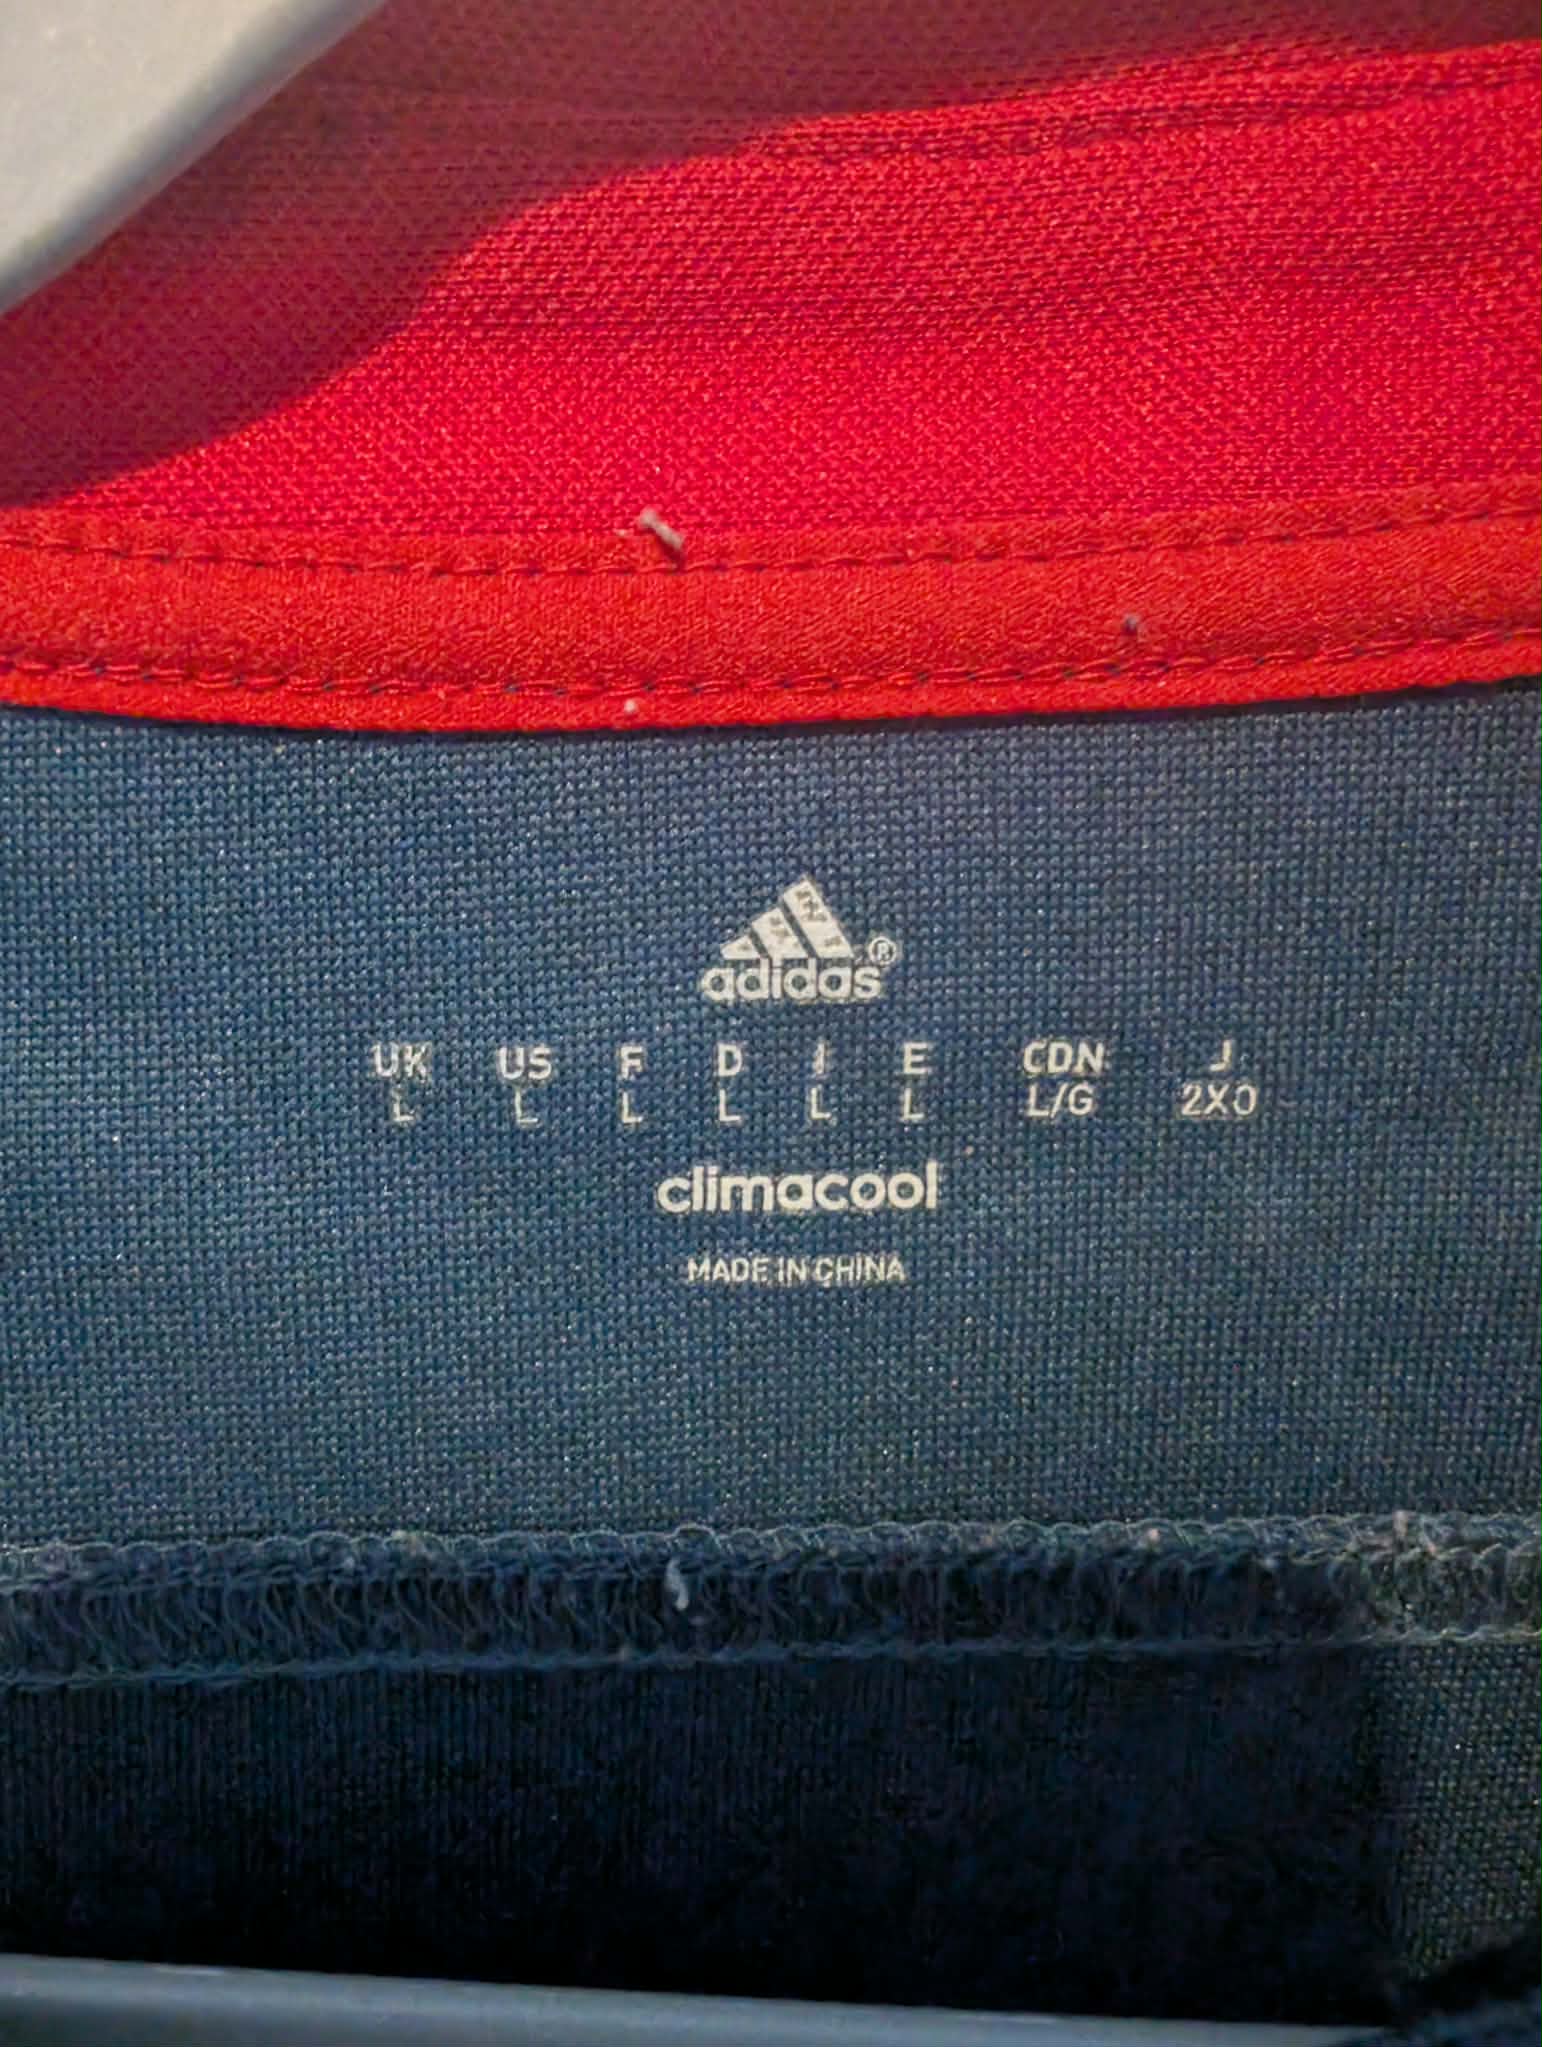 adidas®
UK US F D I E CDN J
L L L L L L L/G 2XO
climacool
MADE IN CHINA